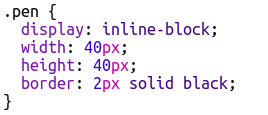 .pen {
  display: inline-block;
  width: 40px;
  height: 40px;
  border: 2px solid black;
}